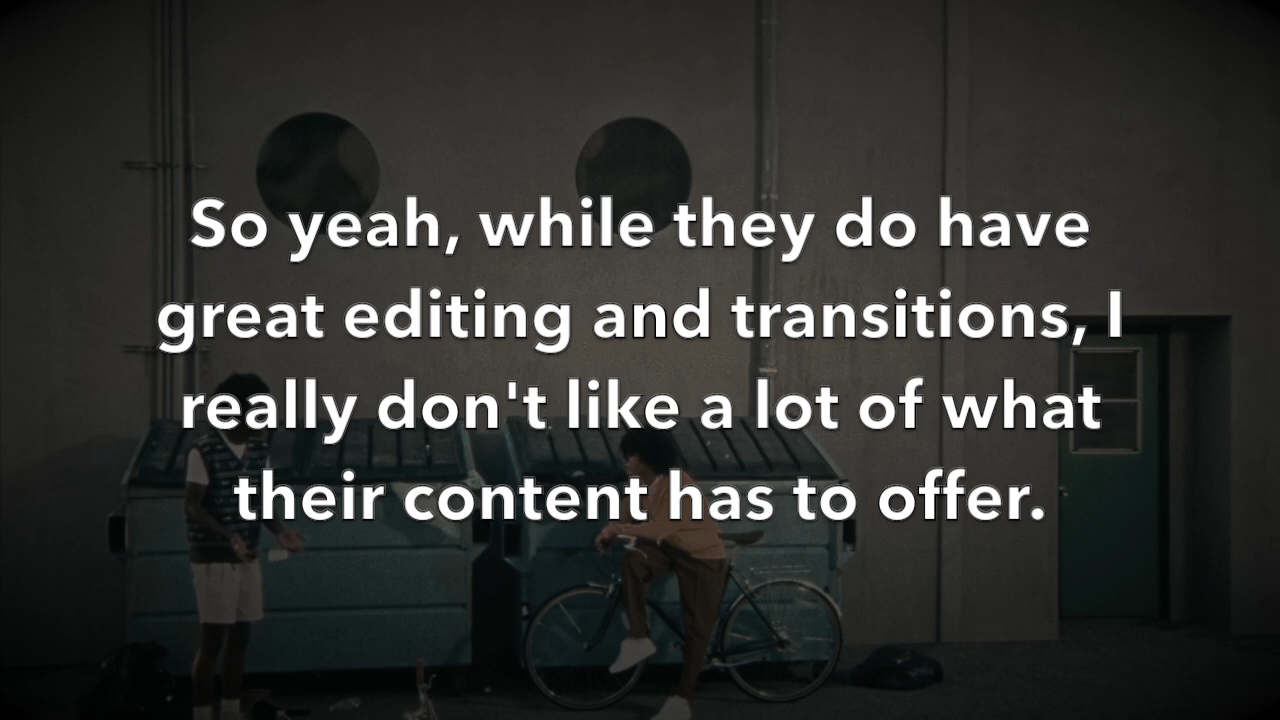 So yeah, while they do have
great editing and transitions, I
really don't like a lot of what
their content has to offer.